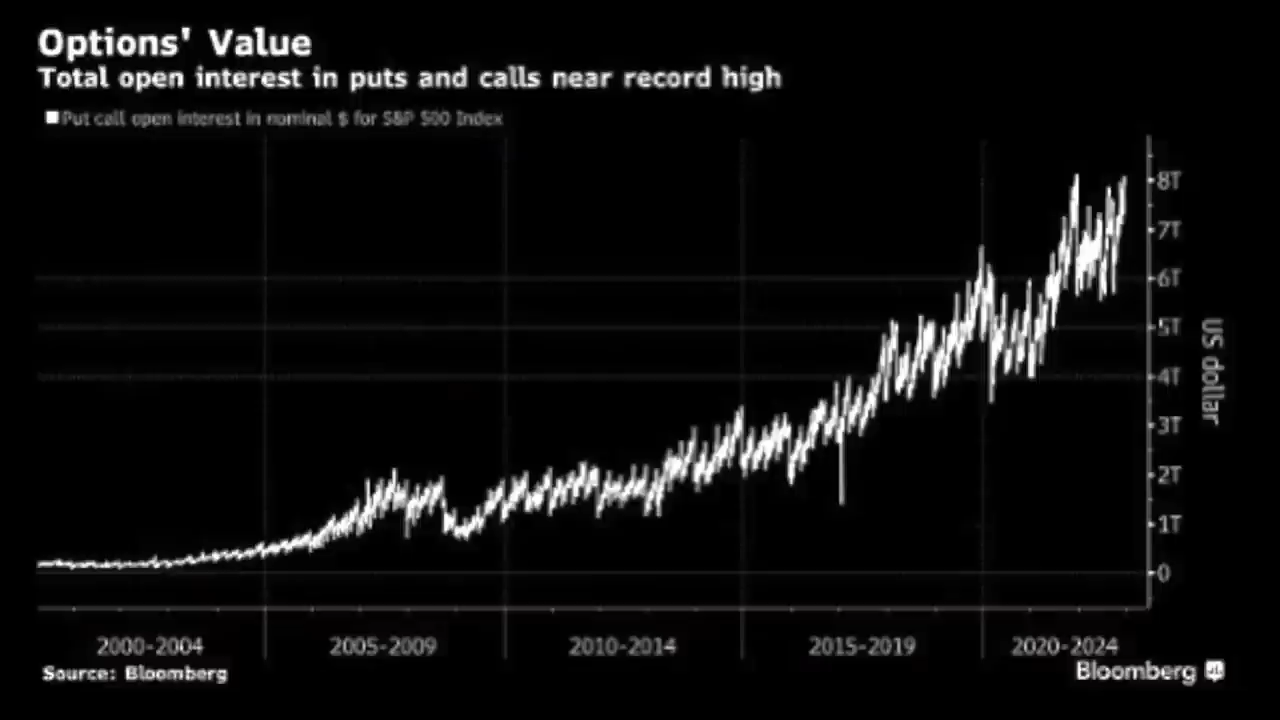 Options' Value
Total open interest in puts and calls near record high
Put call open interest in nominal $ for S&P 500 Index
8T
7T
6T
5T
4T
3T
2T
1T
0
US dollar
2000-2004
2005-2009
2010-2014
2015-2019
2020-2024
Source: Bloomberg
Bloomberg